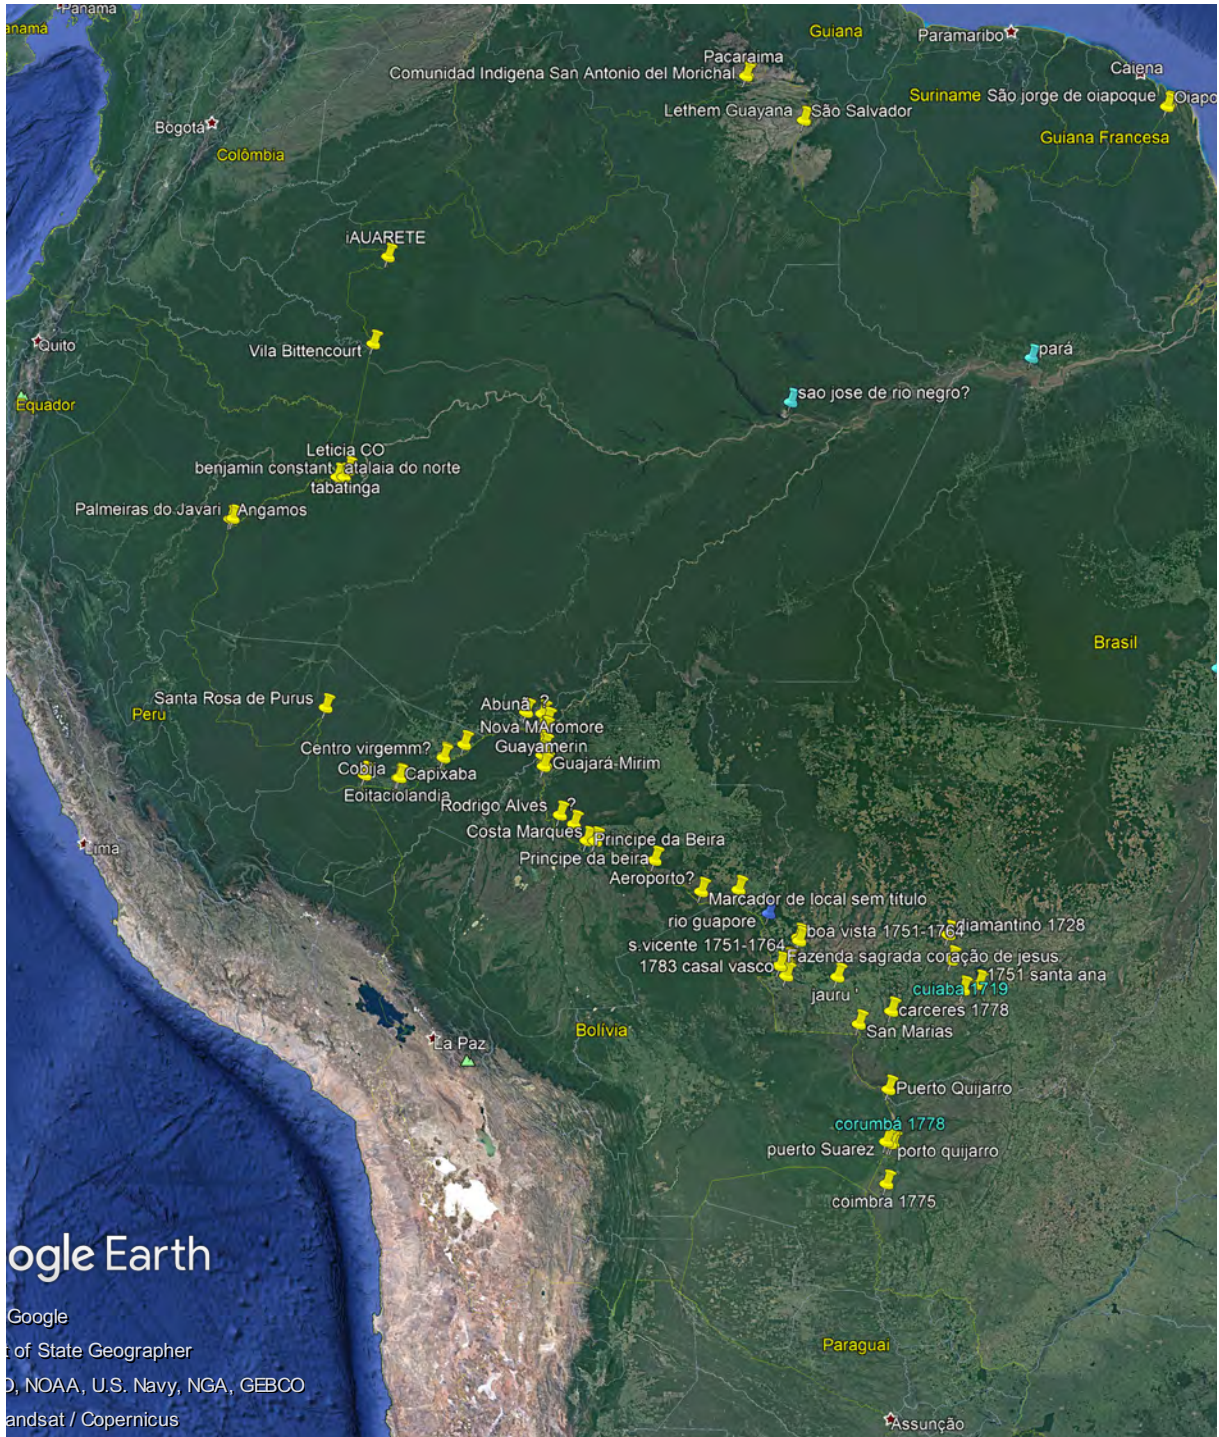 Panamá
anamá
Guiana
Paramaribo
Pacaraima
Comunidad Indigena San Antonio del Morichal
Caiena
Suriname
São jorge de oiapoque
Oiapo
Lethem Guayana
São Salvador
Bogotá
Guiana Francesa
Colômbia
iAUARETE
Quito
Vila Bittencourt
pará
sao jose de rio negro?
Equador
Leticia CO
benjamin constant
atalaia do norte
tabatinga
Palmeiras do Javari
Angamos
Brasil
Santa Rosa de Purus
Abunã
?
Peru
Nova MAromore
Centro virgemm?
Guayamerin
Guajará-Mirim
Cobija
Capixaba
Eoitaciolandia
Rodrigo Alves
?
Costa Marques
Principe da Beira
Lima
Principe da beira
Aeroporto?
Marcador de local sem título
rio guapore
boa vista 1751-1764
diamantino 1728
s.vicente 1751-1764
Fazenda sagrada coração de jesus
1783 casal vasco
1751 santa ana
jauru
cuiaba 1719
carceres 1778
San Marias
Bolívia
La Paz
Puerto Quijarro
corumbá 1778
puerto Suarez
porto quijarro
coimbra 1775
ogle Earth
Google
t of State Geographer
O, NOAA, U.S. Navy, NGA, GEBCO
andsat / Copernicus
Paraguai
Assunção